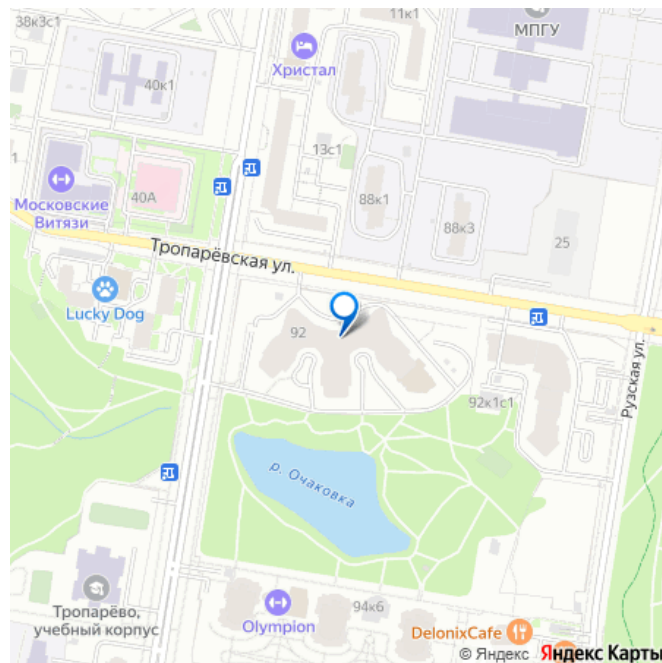 38к3с1
11к1
МПГУ
Христал
40к1
13с1
1
40А
Московские
Витязи
88к1
88к3
25
Тропарёвская ул.
Lucky Dog
92
Рузская ул.
92к1с1
р. Очаковка
Тропарёво,
учебный корпус
Olympion
94к6
DelonixCafe
© Яндекс Яндекс Карты